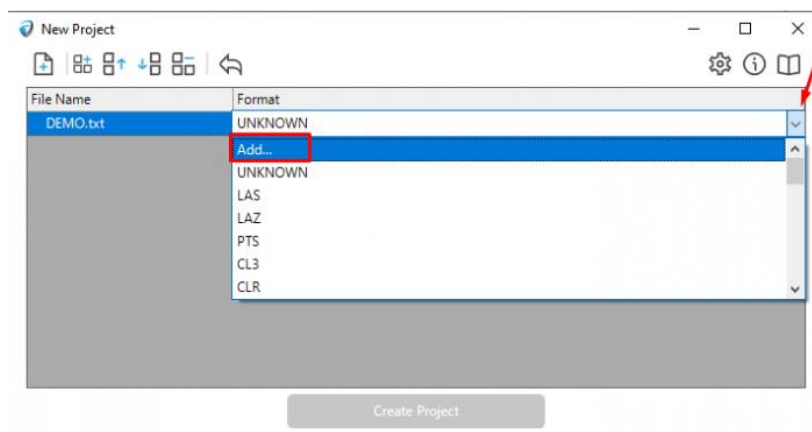 New Project
File Name Format
DEMO.txt UNKNOWN
Add...
UNKNOWN
LAS
LAZ
PTS
CL3
CLR
Create Project